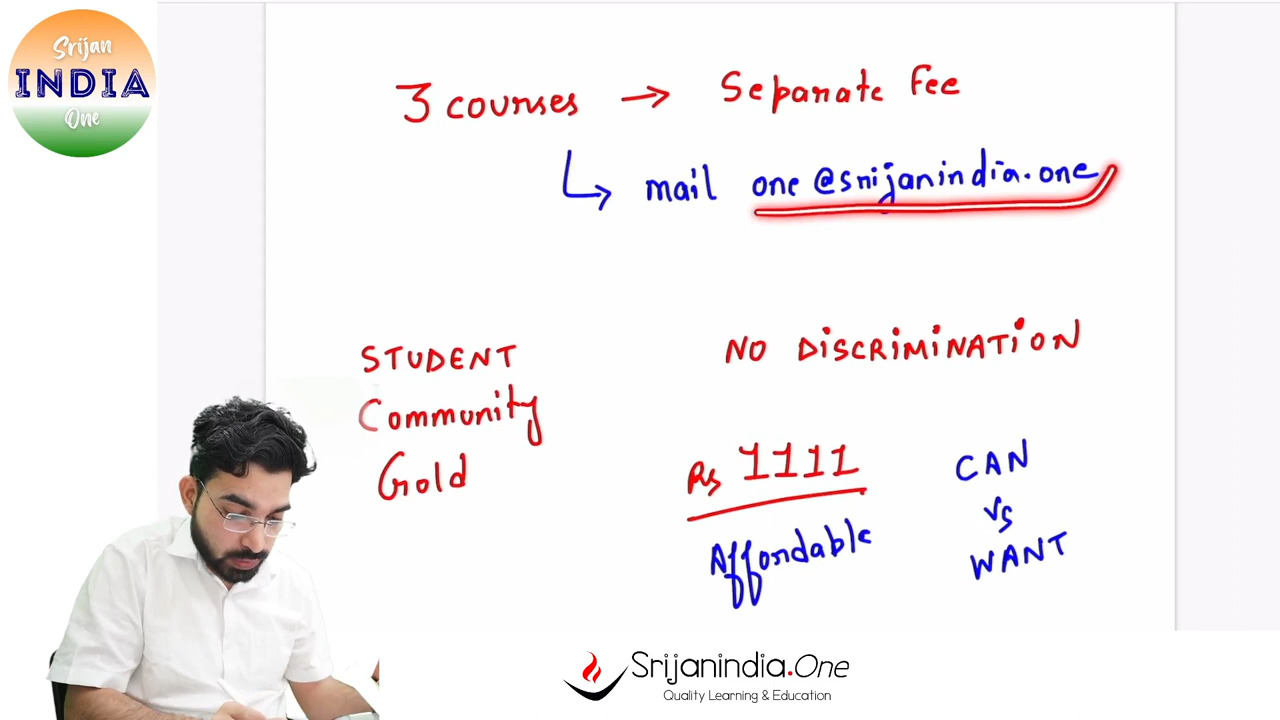 Srijan
INDIA
One
3 courses → Separate Fee
↳ mail one@srijanindia.one
STUDENT
Community
Gold
NO DISCRIMINATION
Rs 1111
Affordable
CAN
vs
WANT
Srijanindia.One
Quality Learning & Education